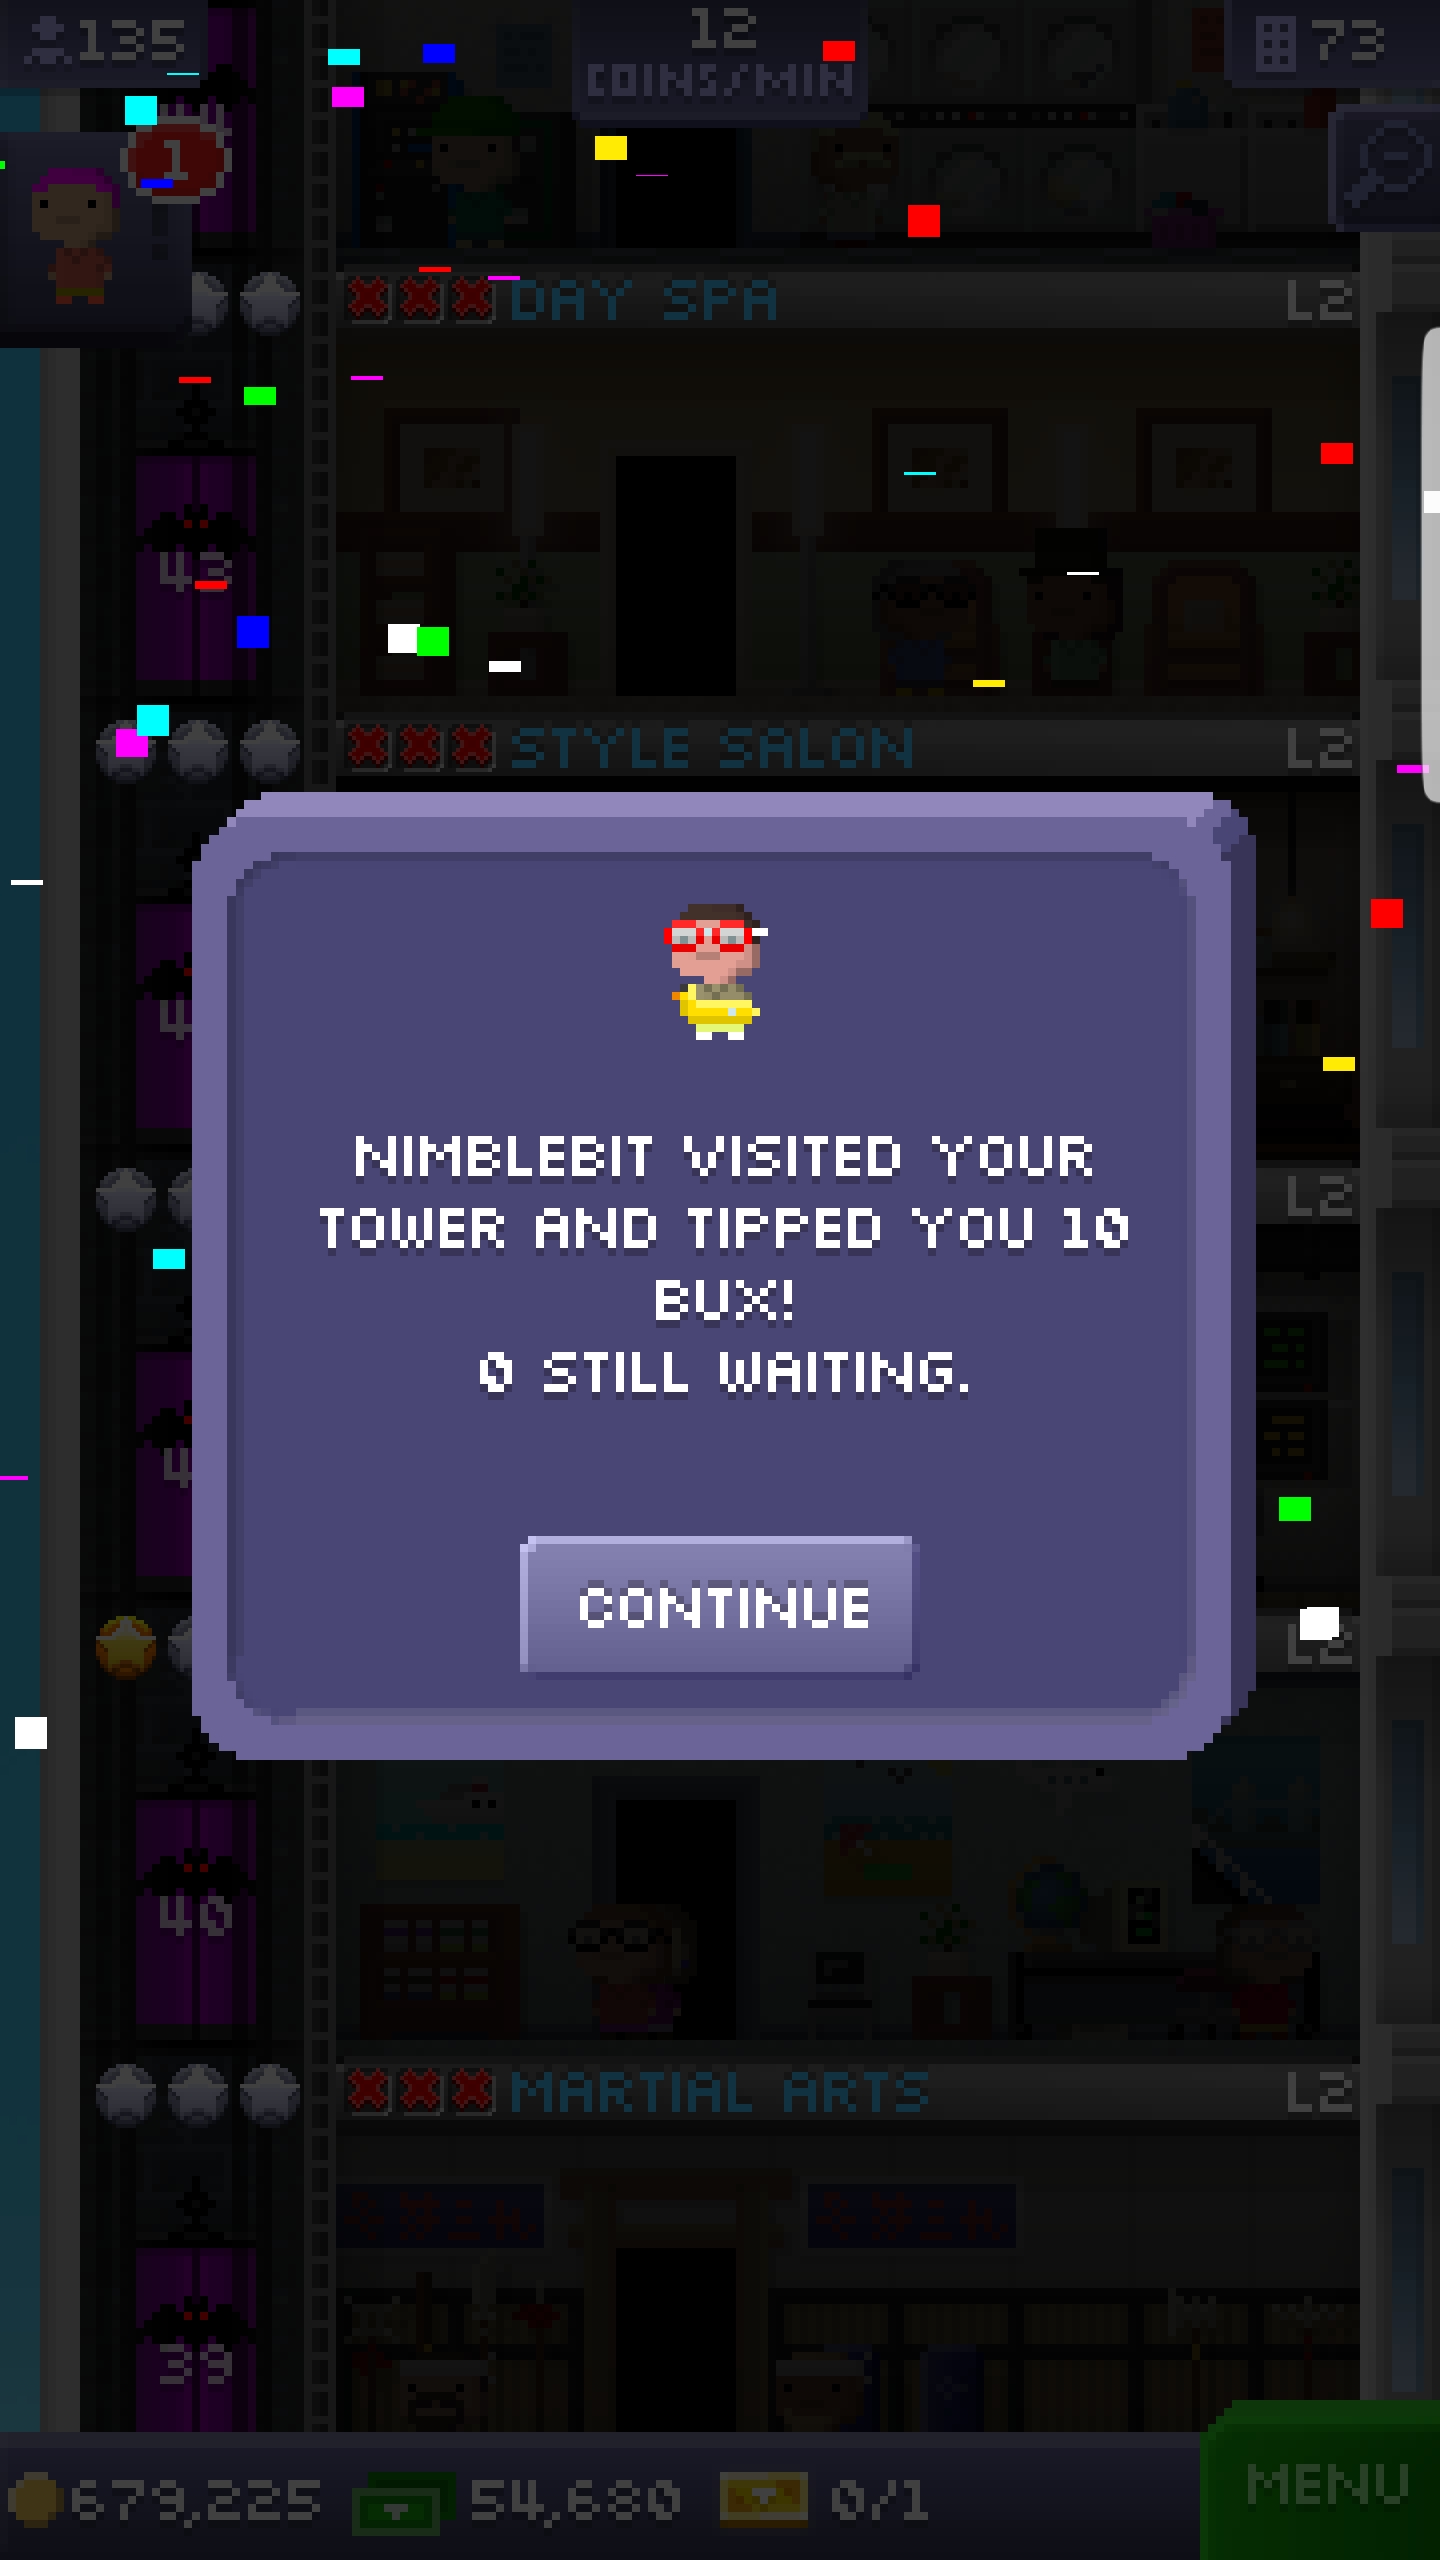 135
12
COINS/MIN
73
1
DAY SPA L2
43
STYLE SALON L2
L2
NIMBLEBIT VISITED YOUR
TOWER AND TIPPED YOU 10
BUX!
0 STILL WAITING.
CONTINUE
L2
40
MARTIAL ARTS L2
39
679,225 54,680 0/1 MENU